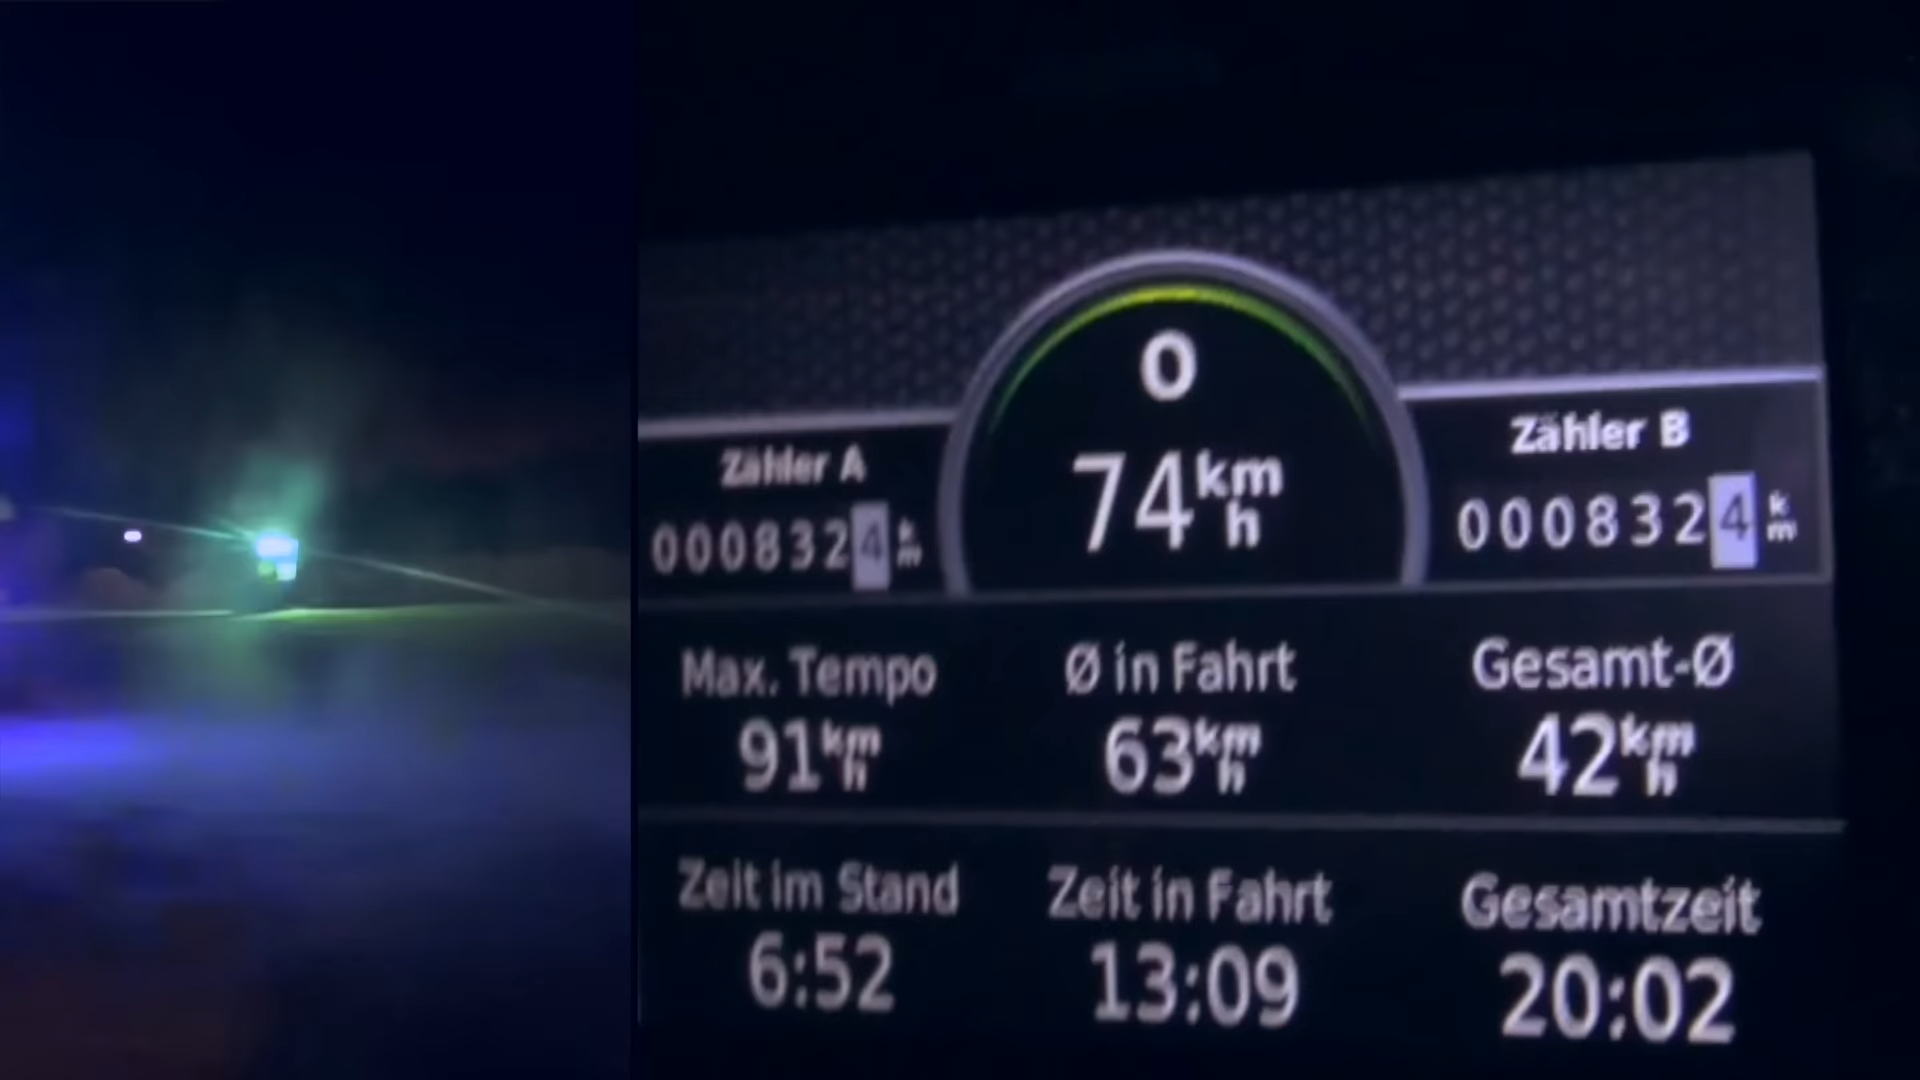 O
74 km/h
Zähler A
Zähler B
0008324 km
0008324 km
Max. Tempo
Ø in Fahrt
Gesamt-Ø
91 km/h
63 km/h
42 km/h
Zeit im Stand
Zeit in Fahrt
Gesamtzeit
6:52
13:09
20:02